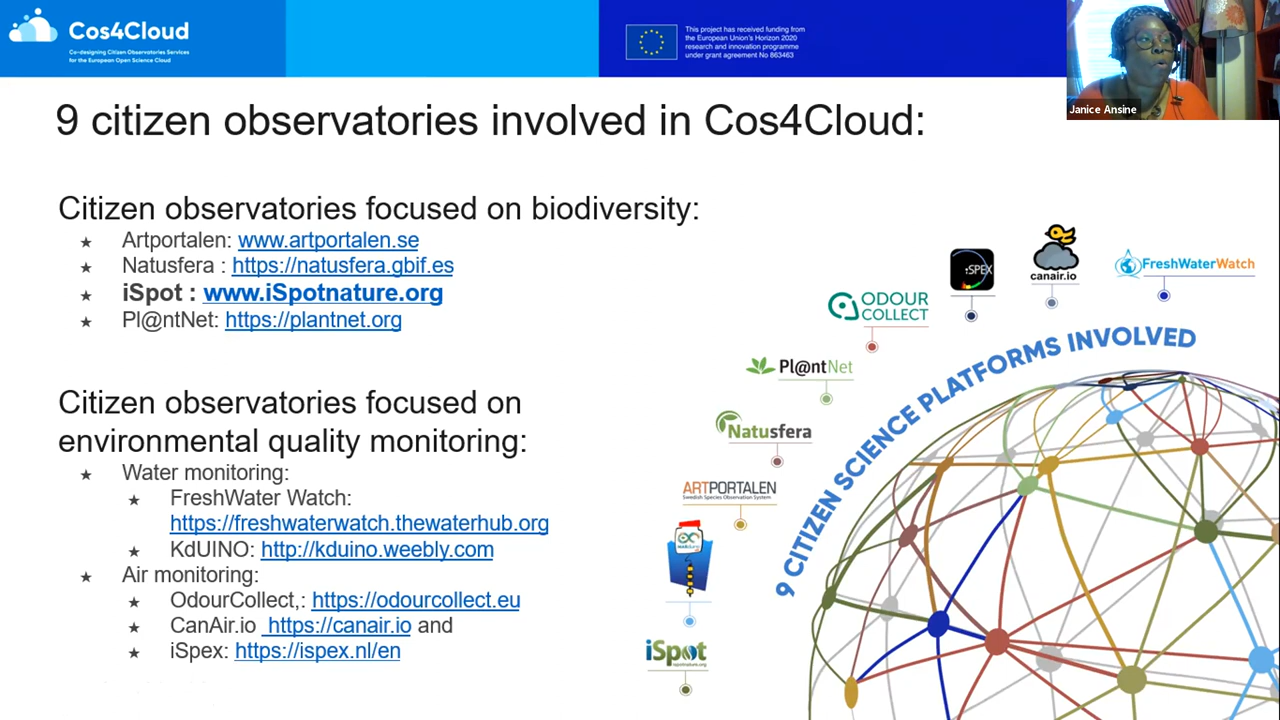 Cos4Cloud
Co-designing Citizen Observatories Services
for the European Open Science Cloud
This project has received funding from
the European Union's Horizon 2020
research and innovation programme
under grant agreement No 863463
Janice Ansine
9 citizen observatories involved in Cos4Cloud:
Citizen observatories focused on biodiversity:
★ Artportalen: www.artportalen.se
★ Natusfera : https://natusfera.gbif.es
★ iSpot : www.iSpotnature.org
★ Pl@ntNet: https://plantnet.org
Citizen observatories focused on
environmental quality monitoring:
★ Water monitoring:
★ FreshWater Watch:
https://freshwaterwatch.thewaterhub.org
★ KdUINO: http://kduino.weebly.com
★ Air monitoring:
★ OdourCollect,: https://odourcollect.eu
★ CanAir.io https://canair.io and
★ iSpex: https://ispex.nl/en
iSPEX
canair.io
FreshWaterWatch
ODOUR
COLLECT
Pl@ntNet
Natusfera
ARTPORTALEN
Swedish Species Observation System
iSpot
ispotnature.org
9 CITIZEN SCIENCE PLATFORMS INVOLVED